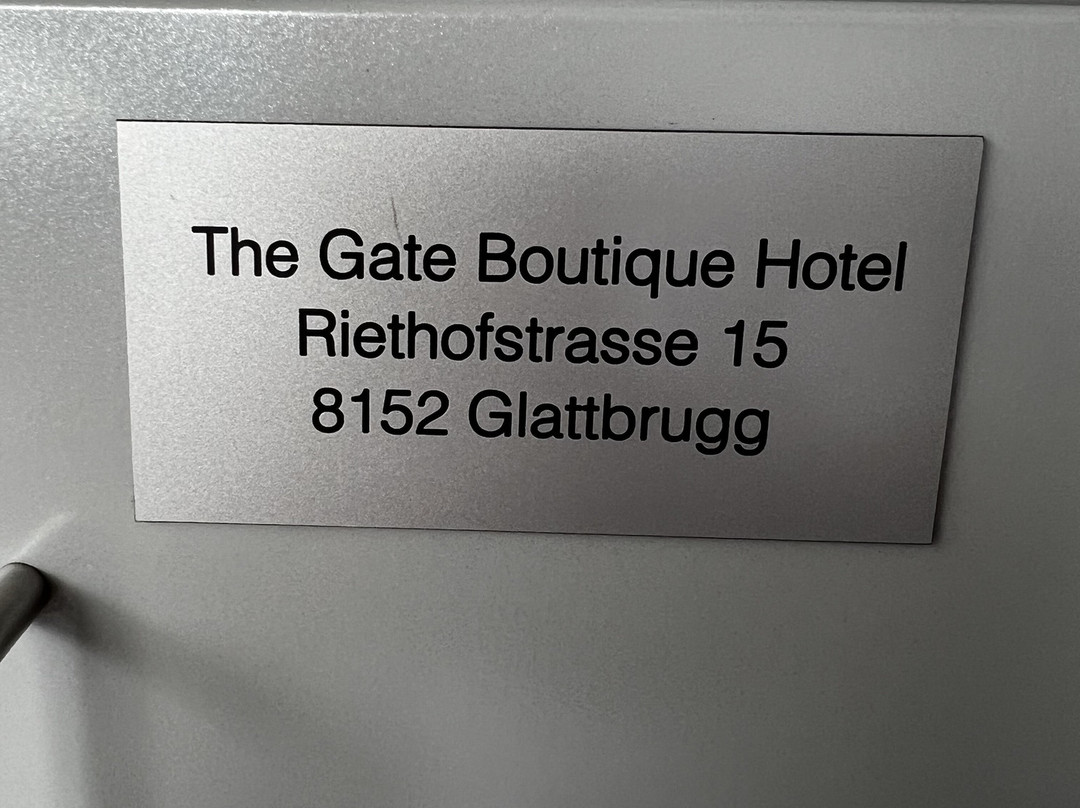 The Gate Boutique Hotel
Riethofstrasse 15
8152 Glattbrugg